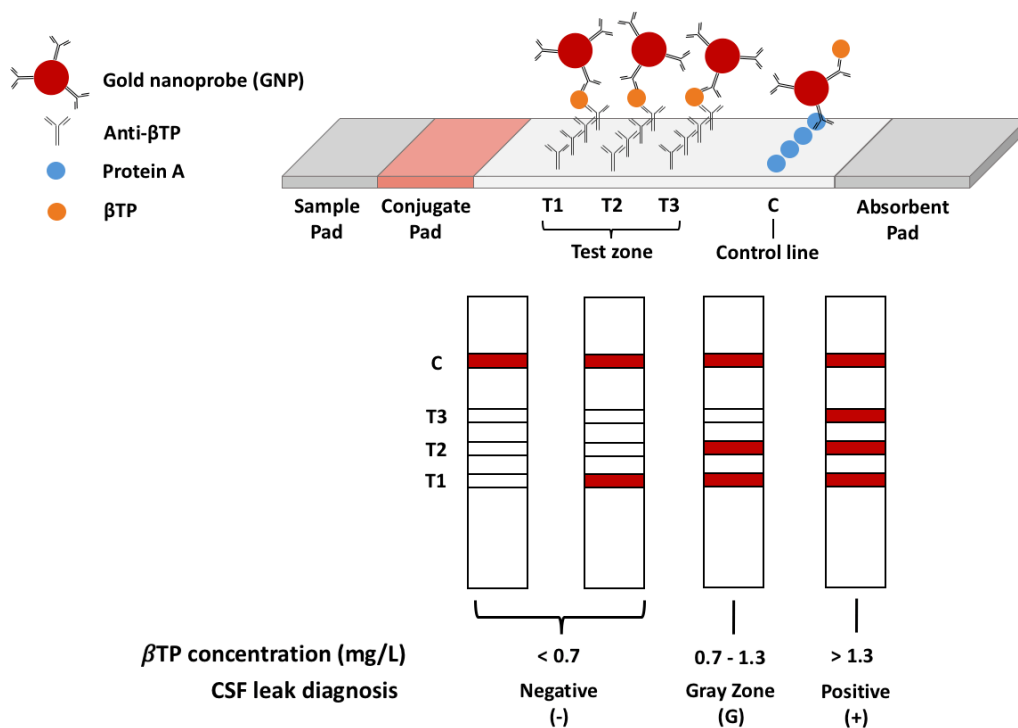 Gold nanoprobe (GNP)
Anti-βTP
Protein A
βTP
Sample
Pad
Conjugate
Pad
T1
T2
T3
Test zone
C
Control line
Absorbent
Pad
C
T3
T2
T1
βTP concentration (mg/L)
< 0.7
0.7 - 1.3
> 1.3
CSF leak diagnosis
Negative
(-)
Gray Zone
(G)
Positive
(+)